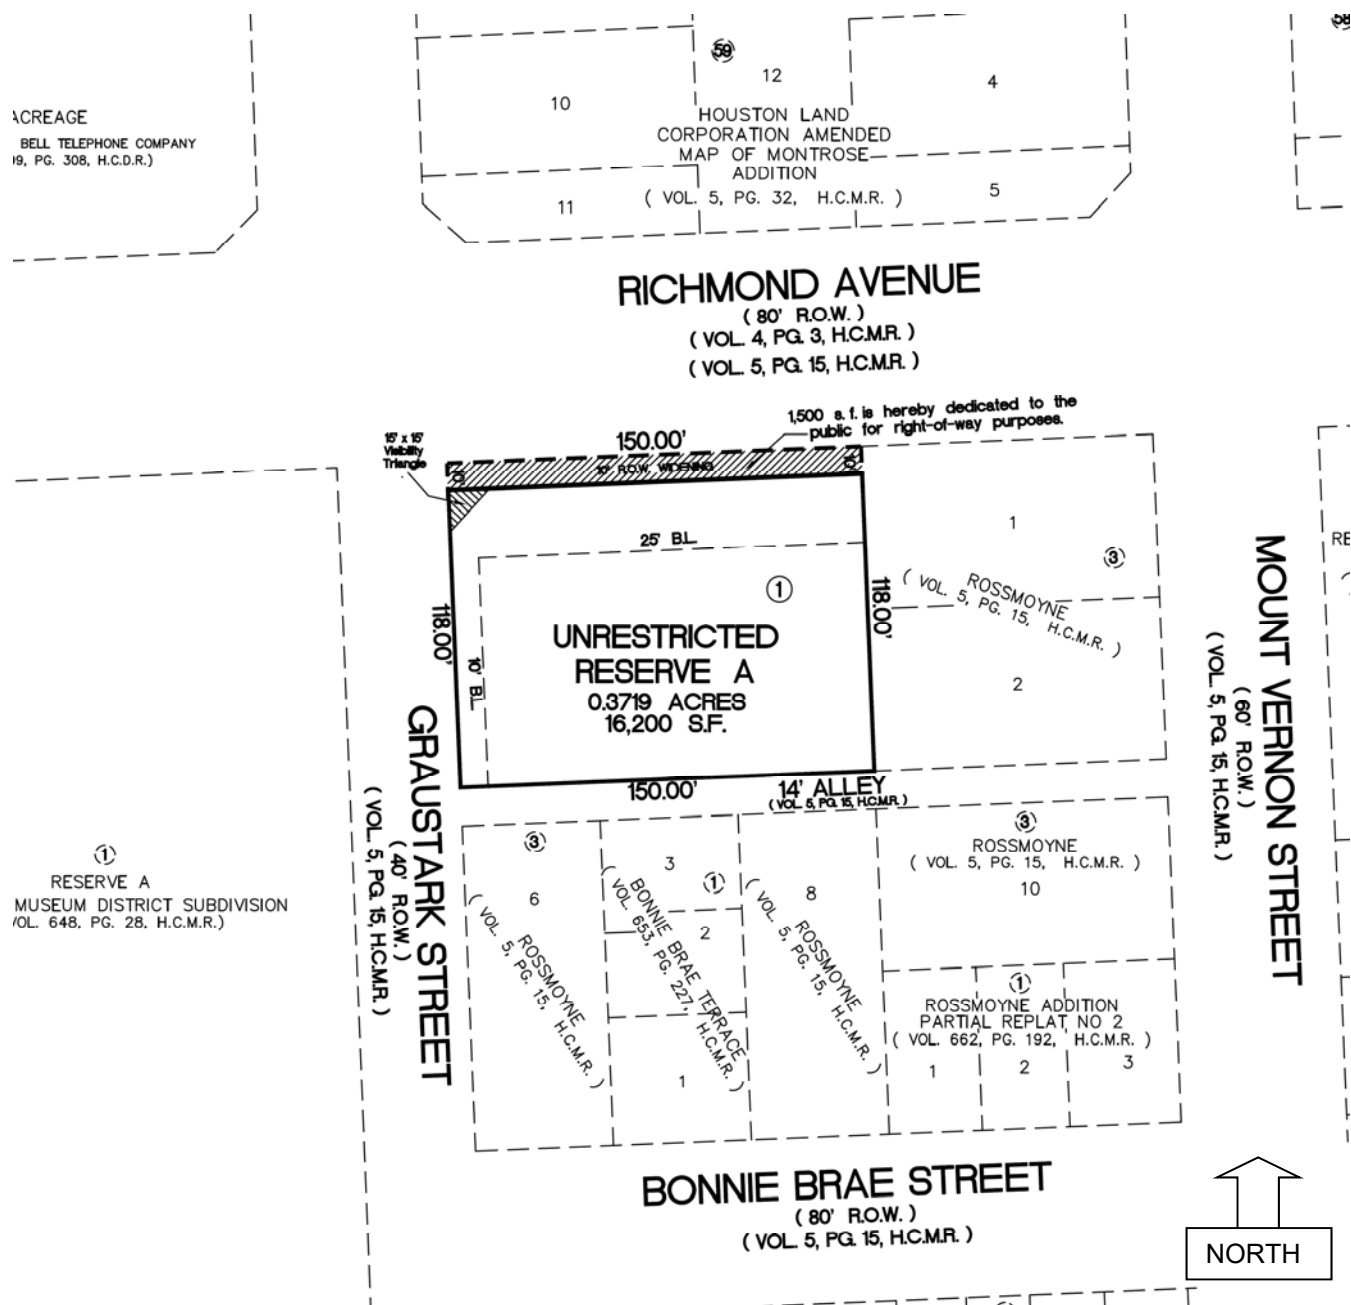 59
12
10
4
HOUSTON LAND
CORPORATION AMENDED
MAP OF MONTROSE
ADDITION
( VOL. 5, PG. 32, H.C.M.R. )
11
5
ACREAGE
BELL TELEPHONE COMPANY
PG. 308, H.C.D.R.)
58
RICHMOND AVENUE
( 80' R.O.W. )
( VOL. 4, PG. 3, H.C.M.R. )
( VOL. 5, PG. 15, H.C.M.R. )
1,500 s.f. is hereby dedicated to the
public for right-of-way purposes.
15' x 15'
Visibility
Triangle
150.00'
10' R.O.W. WIDENING
10'
10'
25' B.L.
1
118.00'
118.00'
10' B.L.
UNRESTRICTED
RESERVE A
0.3719 ACRES
16,200 S.F.
150.00'
14' ALLEY
( VOL. 5, PG. 15, H.C.M.R. )
1
3
ROSSMOYNE
( VOL. 5, PG. 15, H.C.M.R. )
2
MOUNT VERNON STREET
( 60' R.O.W. )
( VOL. 5, PG. 15, H.C.M.R. )
RE
GRAUSTARK STREET
( 40' R.O.W. )
( VOL. 5, PG. 15, H.C.M.R. )
1
RESERVE A
MUSEUM DISTRICT SUBDIVISION
VOL. 648, PG. 28, H.C.M.R.)
3
6
ROSSMOYNE
( VOL. 5, PG. 15, H.C.M.R. )
3
1
2
BONNIE BRAE TERRACE
( VOL. 653, PG. 227, H.C.M.R. )
1
8
ROSSMOYNE
( VOL. 5, PG. 15, H.C.M.R. )
3
ROSSMOYNE
( VOL. 5, PG. 15, H.C.M.R. )
10
1
ROSSMOYNE ADDITION
PARTIAL REPLAT NO 2
( VOL. 662, PG. 192, H.C.M.R. )
1
2
3
BONNIE BRAE STREET
( 80' R.O.W. )
( VOL. 5, PG. 15, H.C.M.R. )
NORTH